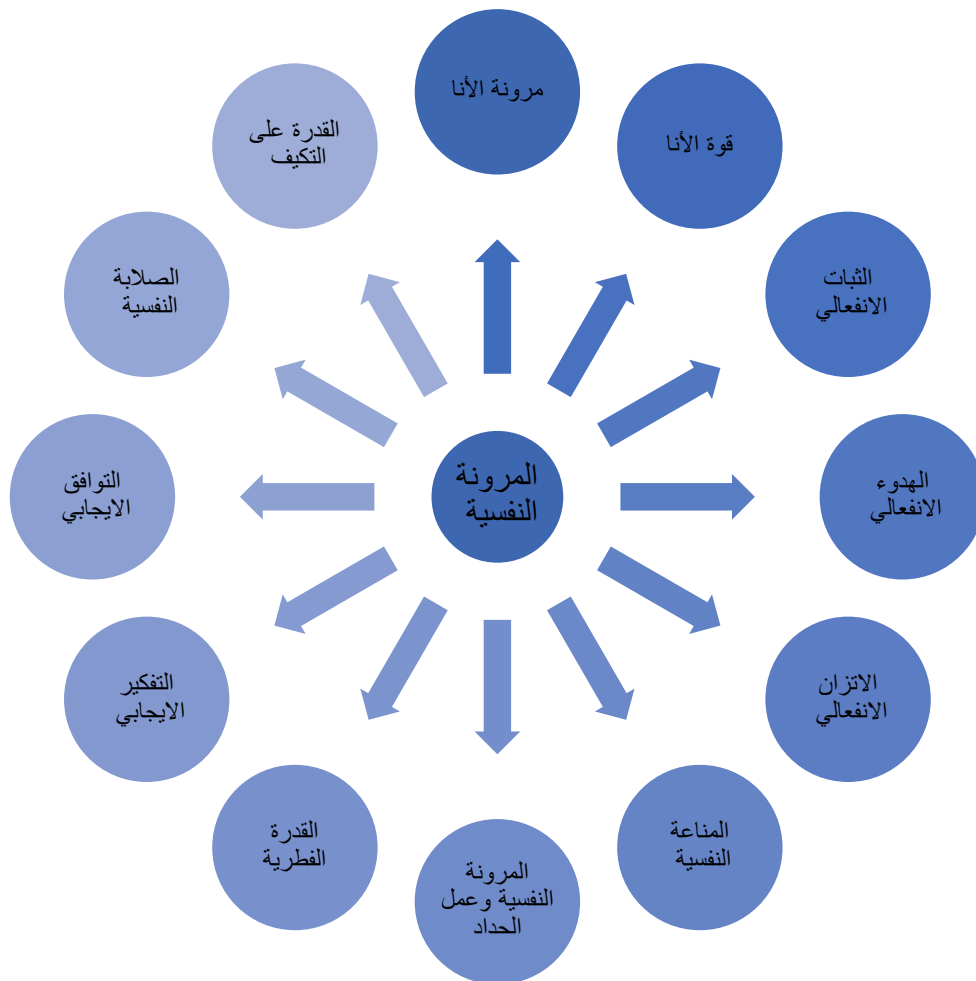 مرونة الأنا
قوة الأنا
الثبات
الانفعالي
الهدوء
الانفعالي
الاتزان
الانفعالي
المناعة
النفسية
المرونة
النفسية وعمل
الحداد
القدرة
الفطرية
التفكير
الايجابي
التوافق
الايجابي
الصلابة
النفسية
القدرة على
التكيف
المرونة
النفسية